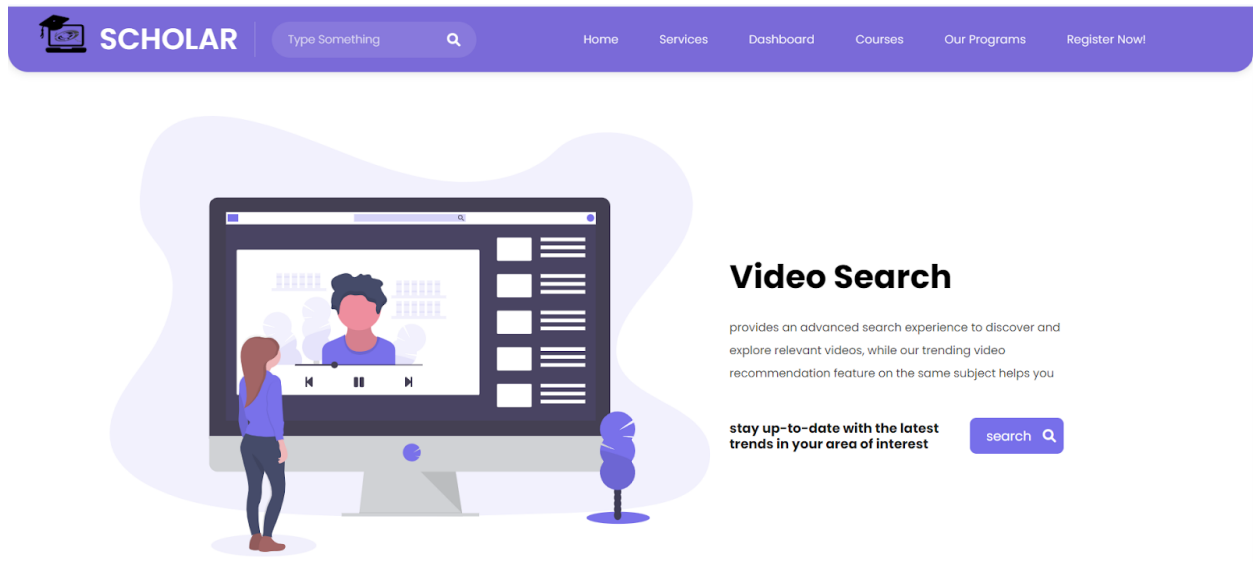 SCHOLAR
Type Something
Home Services Dashboard Courses Our Programs Register Now!
Video Search
provides an advanced search experience to discover and
explore relevant videos, while our trending video
recommendation feature on the same subject helps you
stay up-to-date with the latest
trends in your area of interest
search